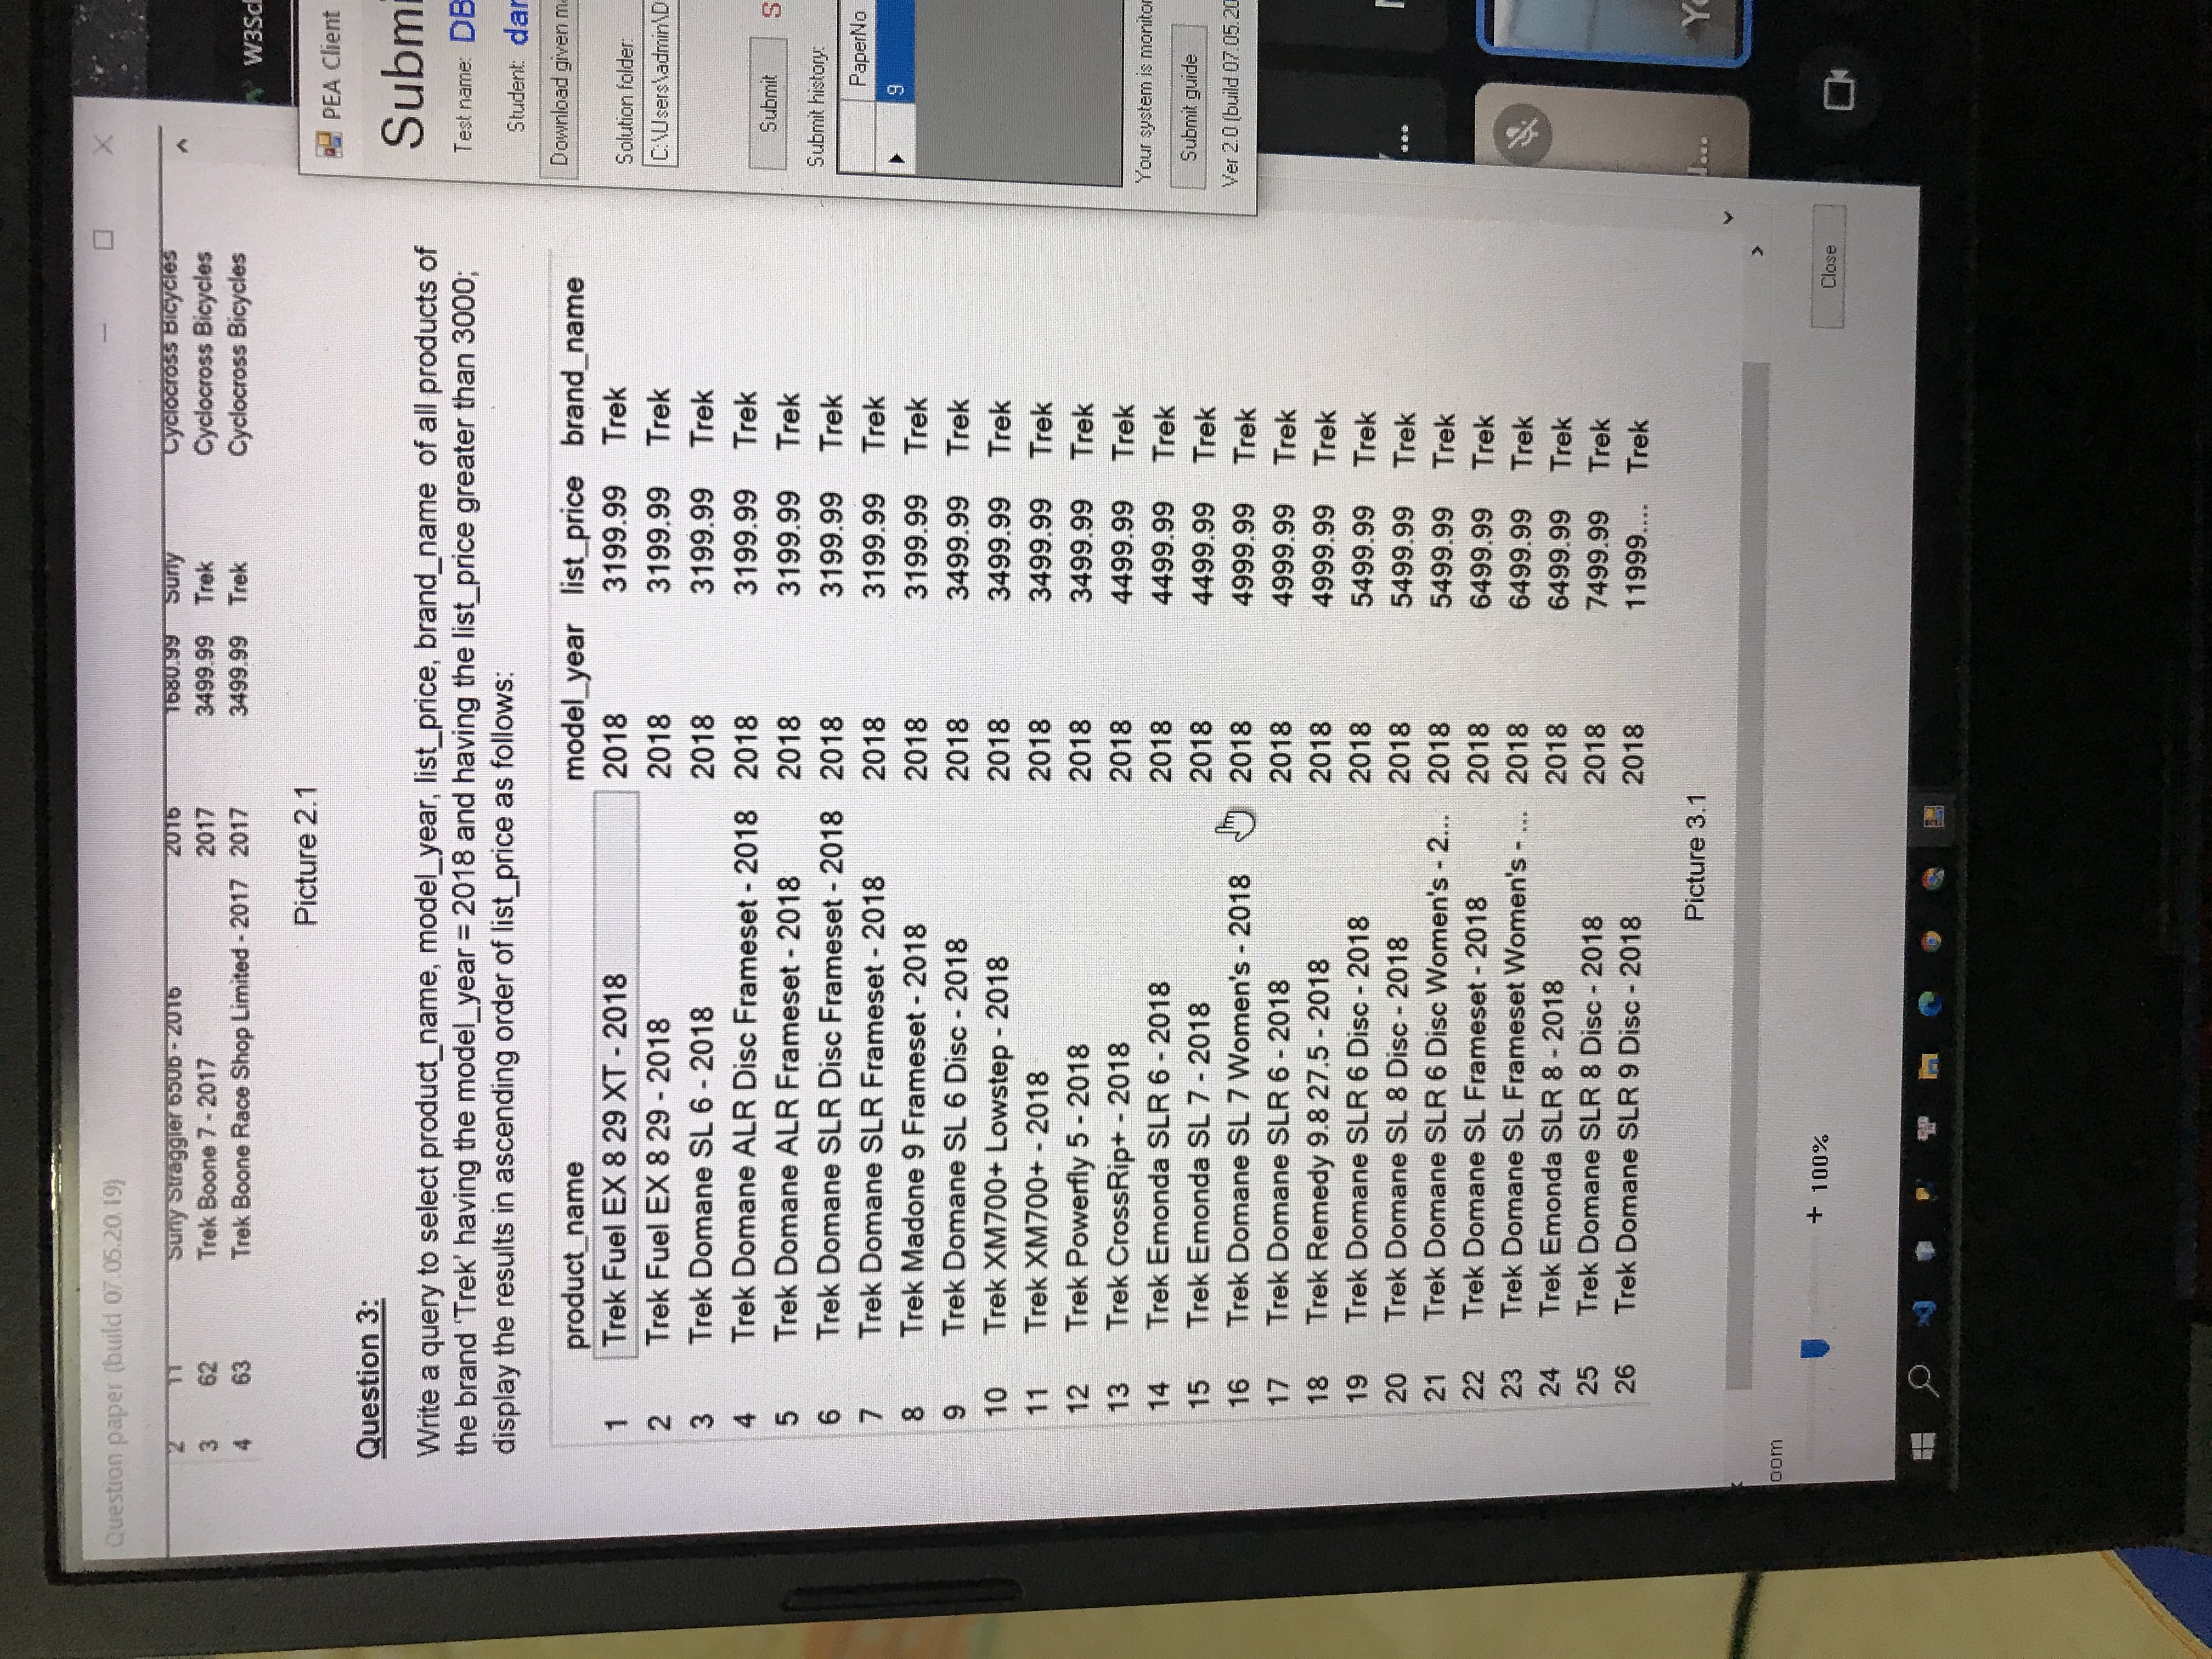 Question paper (build 07.05.20.19)
2 11 Surly Straggler 650b - 2016 2016 1680.99 Surly Cyclocross Bicycles
3 62 Trek Boone 7 - 2017 2017 3499.99 Trek Cyclocross Bicycles
4 63 Trek Boone Race Shop Limited - 2017 2017 3499.99 Trek Cyclocross Bicycles
Picture 2.1
Question 3:
Write a query to select product_name, model_year, list_price, brand_name of all products of
the brand ‘Trek’ having the model_year = 2018 and having the list_price greater than 3000;
display the results in ascending order of list_price as follows:
product_name model_year list_price brand_name
1 Trek Fuel EX 8 29 XT - 2018 2018 3199.99 Trek
2 Trek Fuel EX 8 29 - 2018 2018 3199.99 Trek
3 Trek Domane SL 6 - 2018 2018 3199.99 Trek
4 Trek Domane ALR Disc Frameset - 2018 2018 3199.99 Trek
5 Trek Domane ALR Frameset - 2018 2018 3199.99 Trek
6 Trek Domane SLR Disc Frameset - 2018 2018 3199.99 Trek
7 Trek Domane SLR Frameset - 2018 2018 3199.99 Trek
8 Trek Madone 9 Frameset - 2018 2018 3199.99 Trek
9 Trek Domane SL 6 Disc - 2018 2018 3499.99 Trek
10 Trek XM700+ Lowstep - 2018 2018 3499.99 Trek
11 Trek XM700+ - 2018 2018 3499.99 Trek
12 Trek Powerfly 5 - 2018 2018 3499.99 Trek
13 Trek CrossRip+ - 2018 2018 4499.99 Trek
14 Trek Emonda SLR 6 - 2018 2018 4499.99 Trek
15 Trek Emonda SL 7 - 2018 2018 4499.99 Trek
16 Trek Domane SL 7 Women's - 2018 2018 4999.99 Trek
17 Trek Domane SLR 6 - 2018 2018 4999.99 Trek
18 Trek Remedy 9.8 27.5 - 2018 2018 4999.99 Trek
19 Trek Domane SLR 6 Disc - 2018 2018 5499.99 Trek
20 Trek Domane SL 8 Disc - 2018 2018 5499.99 Trek
21 Trek Domane SLR 6 Disc Women's - 2... 2018 5499.99 Trek
22 Trek Domane SL Frameset - 2018 2018 6499.99 Trek
23 Trek Domane SL Frameset Women's - ... 2018 6499.99 Trek
24 Trek Emonda SLR 8 - 2018 2018 6499.99 Trek
25 Trek Domane SLR 8 Disc - 2018 2018 7499.99 Trek
26 Trek Domane SLR 9 Disc - 2018 2018 11999.... Trek
Picture 3.1
oom
+ 100%
Close
W3Scl
PEA Client
Submi
Test name: DB
Student: dar
Download given ma
Solution folder:
C:\Users\admin\D
Submit S
Submit history:
PaperNo
9
Your system is monitor
Submit guide
Ver 2.0 (build 07.05.20